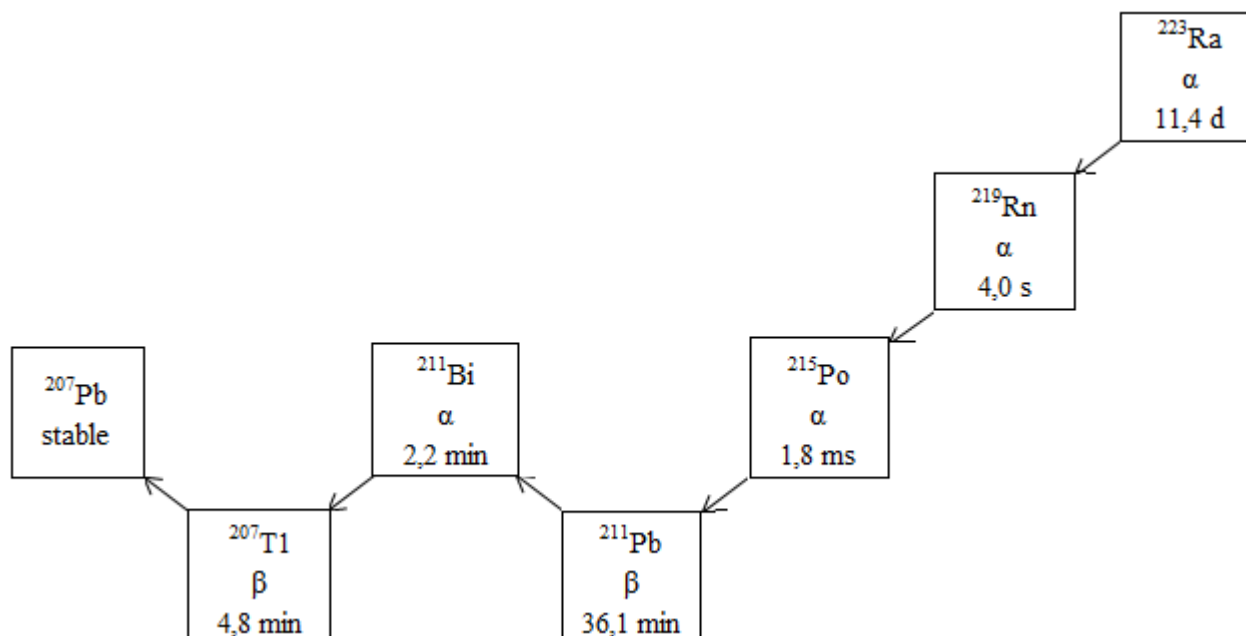 ²²³Ra
α
11,4 d
²¹⁹Rn
α
4,0 s
²¹⁵Po
α
1,8 ms
²¹¹Pb
β
36,1 min
²¹¹Bi
α
2,2 min
²⁰⁷T1
β
4,8 min
²⁰⁷Pb
stable